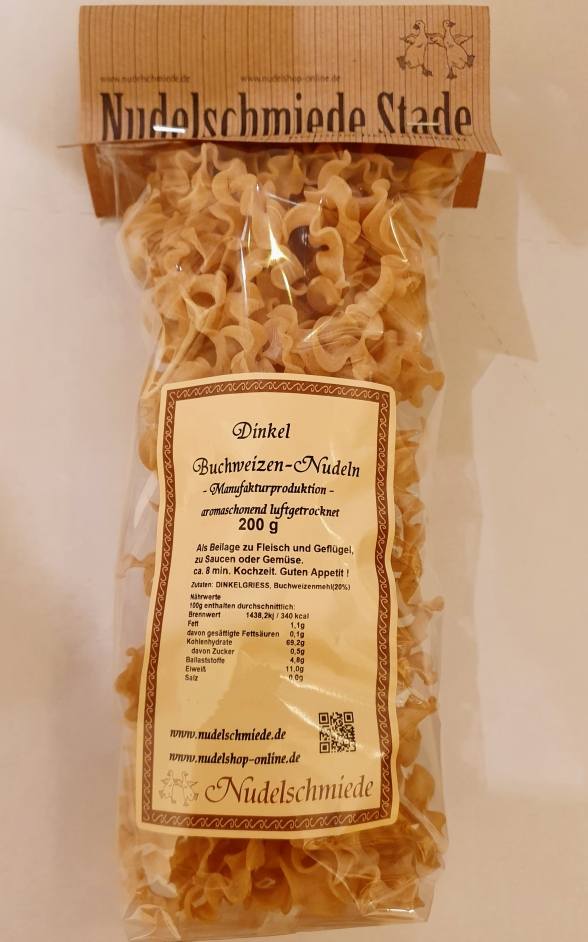 www.nudelschmiede.de www.nudelshop-online.de
Nudelschmiede Stade
Dinkel
Buchweizen-Nudeln
- Manufakturproduktion -
aromaschonend luftgetrocknet
200 g
Als Beilage zu Fleisch und Geflügel,
zu Saucen oder Gemüse.
ca. 8 min. Kochzeit. Guten Appetit !
Zutaten: DINKELGRIESS, Buchweizenmehl(20%)
Nährwerte
100g enthalten durchschnittlich:
Brennwert 1438,2kj / 340 kcal
Fett 1,1g
davon gesättigte Fettsäuren 0,1g
Kohlenhydrate 69,2g
davon Zucker 0,5g
Ballaststoffe 4,8g
Eiweiß 11,0g
Salz 0,0g
www.nudelschmiede.de
www.nudelshop-online.de
Nudelschmiede